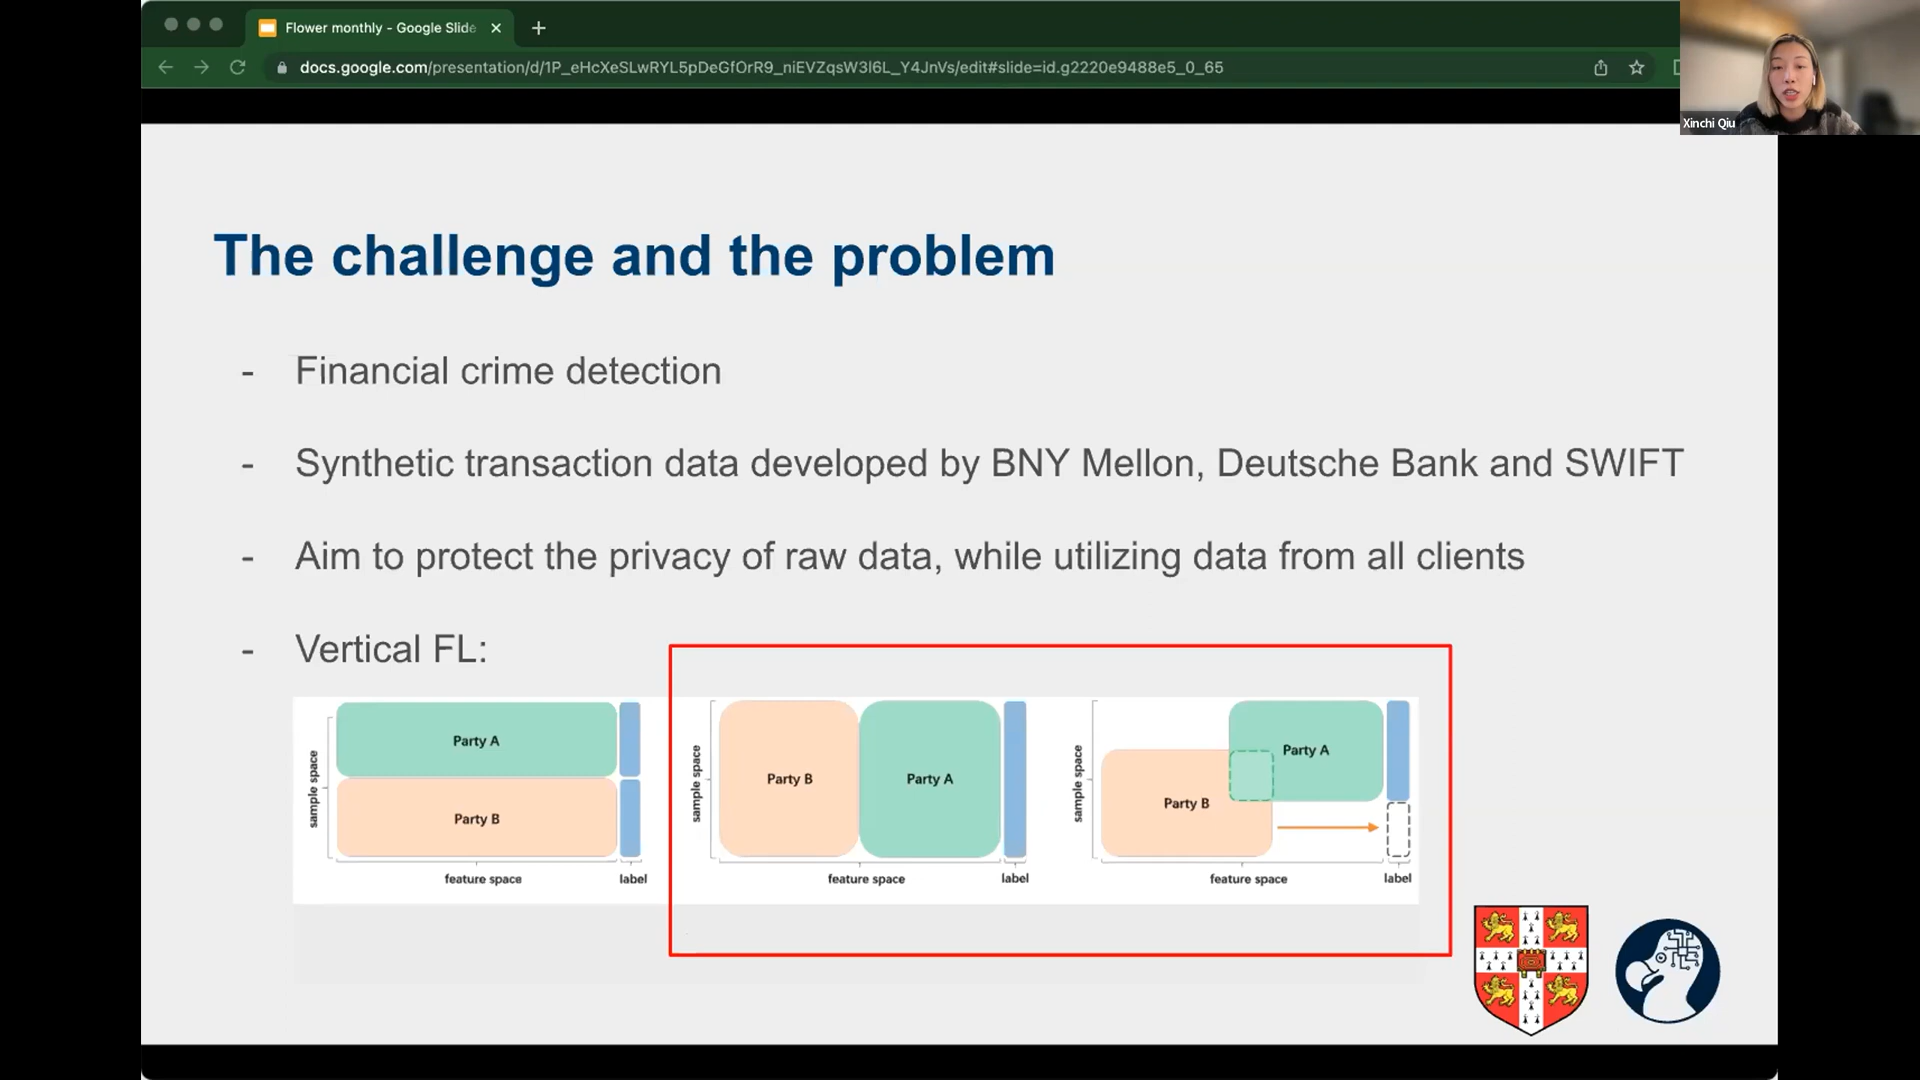 Flower monthly - Google Slide
docs.google.com/presentation/d/1P_eHcXeSLwRYL5pDeGfOrR9_niEVZqsW3l6L_Y4JnVs/edit#slide=id.g2220e9488e5_0_65
Xinchi Qiu
The challenge and the problem
- Financial crime detection
- Synthetic transaction data developed by BNY Mellon, Deutsche Bank and SWIFT
- Aim to protect the privacy of raw data, while utilizing data from all clients
- Vertical FL:
sample space
Party A
Party B
feature space
label
sample space
Party B
Party A
feature space
label
sample space
Party A
Party B
feature space
label